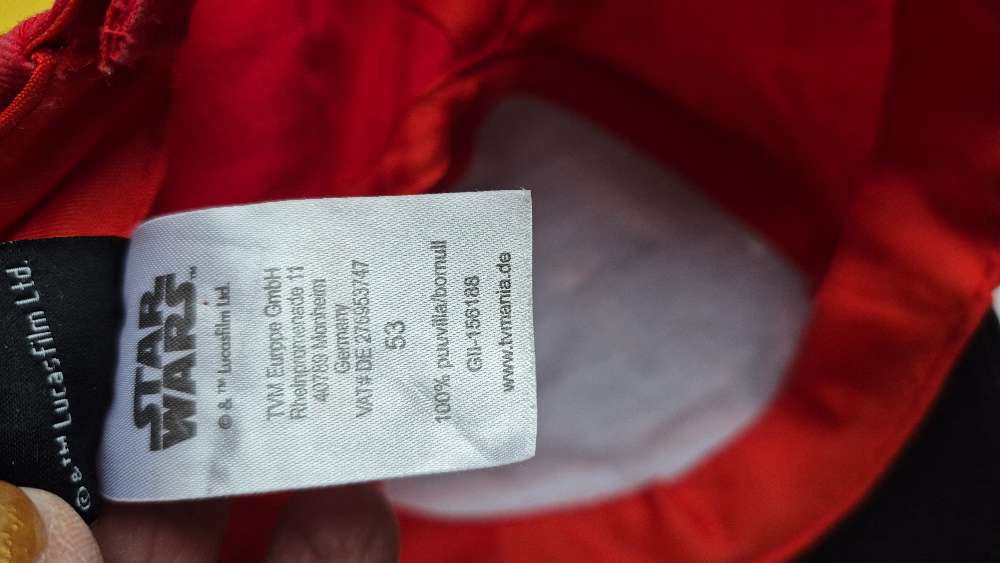 © & ™ Lucasfilm Ltd.
STAR
WARS™
© & ™ Lucasfilm Ltd.
TVM Europe GmbH
Rheinpromenade 11
40789 Monheim
Germany
VAT# DE 276953747
53
100% puuvilla/bomull
GII-156188
www.tvmania.de